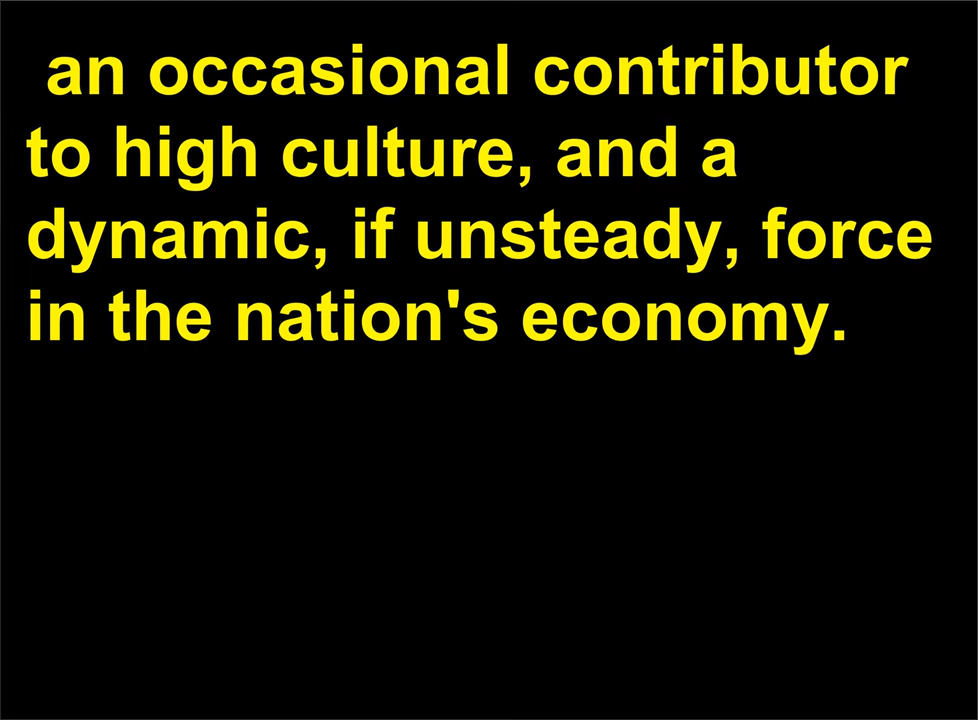 an occasional contributor
to high culture, and a
dynamic, if unsteady, force
in the nation's economy.